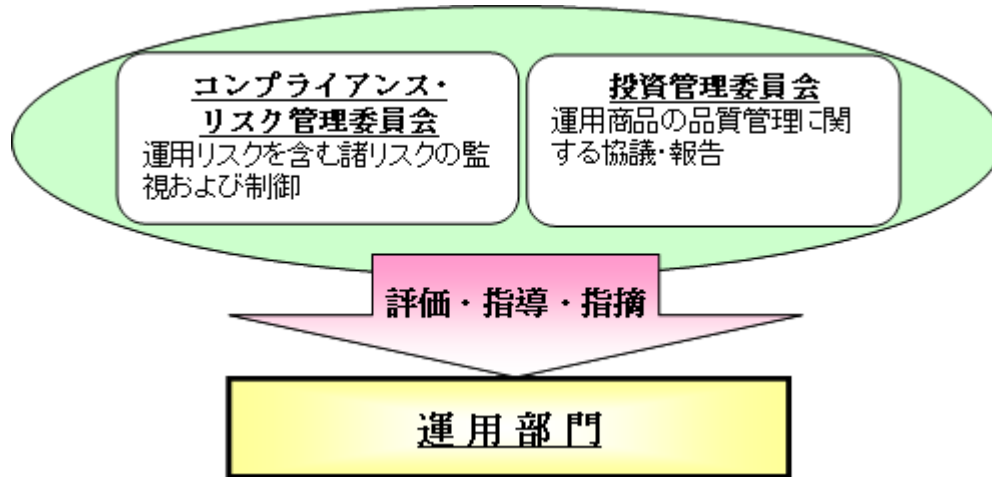 コンプライアンス・
リスク管理委員会
運用リスクを含む諸リスクの監
視および制御
投資管理委員会
運用商品の品質管理に関
する協議・報告
評価・指導・指摘
運用部門